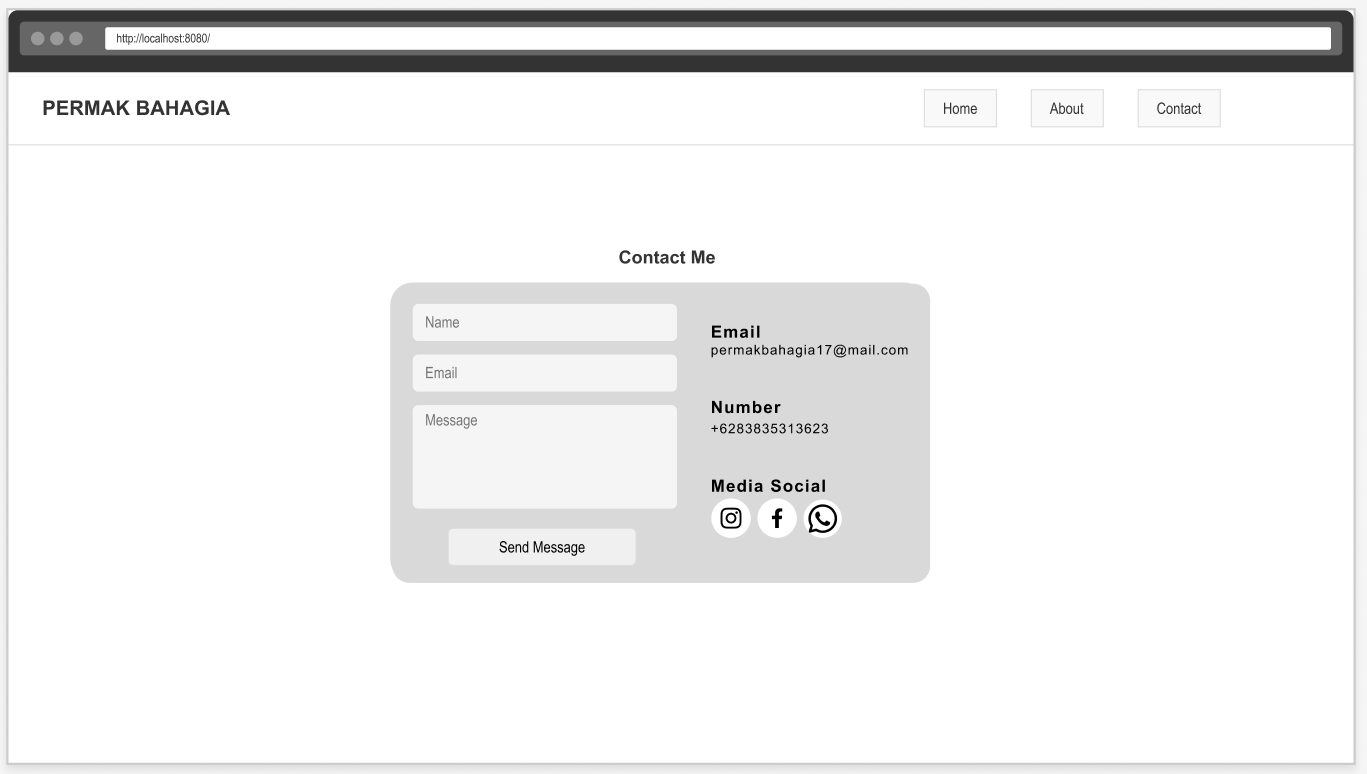 http://localhost:8080/
PERMAK BAHAGIA
Home
About
Contact
Contact Me
Name
Email
Message
Send Message
Email
permakbahagia17@mail.com
Number
+6283835313623
Media Social